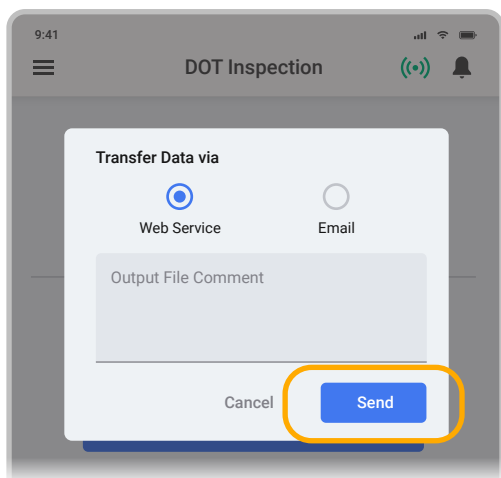 9:41
DOT Inspection
Transfer Data via
Web Service Email
Output File Comment
Cancel Send